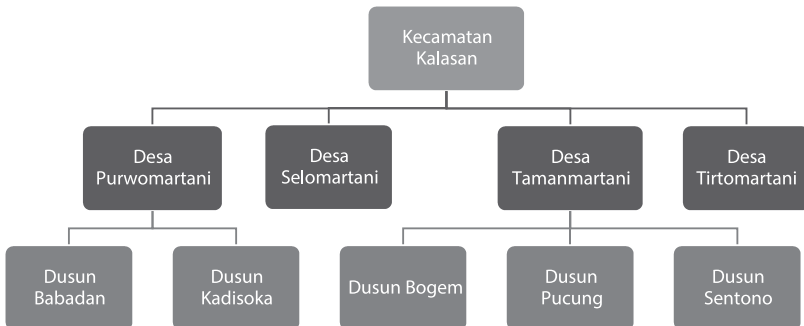 Kecamatan
Kalasan
Desa
Purwomartani
Desa
Selomartani
Desa
Tamanmartani
Desa
Tirtomartani
Dusun
Babadan
Dusun
Kadisoka
Dusun Bogem
Dusun
Pucung
Dusun
Sentono